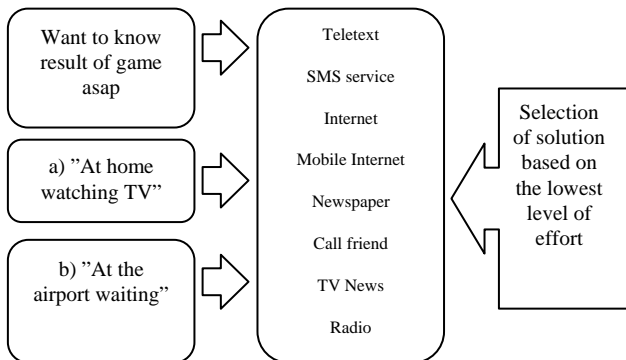 Want to know
result of game
asap
a) ”At home
watching TV”
b) ”At the
airport waiting”
Teletext
SMS service
Internet
Mobile Internet
Newspaper
Call friend
TV News
Radio
Selection
of solution
based on
the lowest
level of
effort